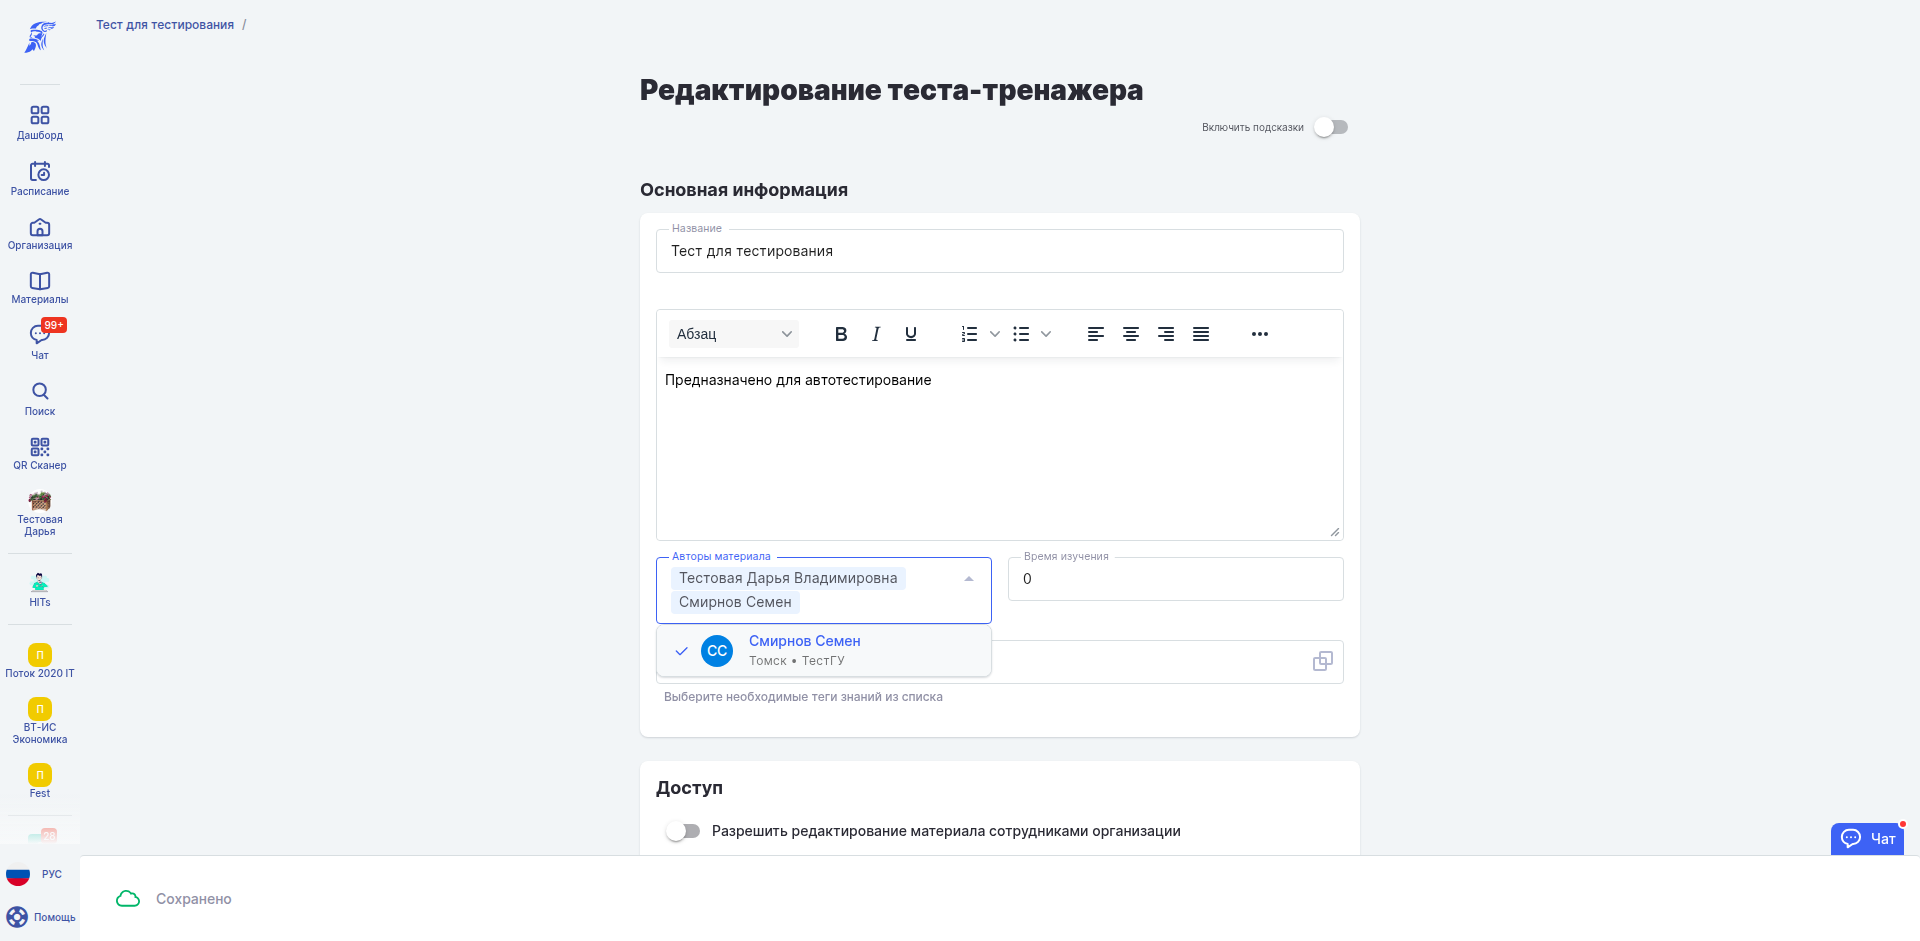 Тест для тестирования /
Дашборд
Расписание
Организация
Материалы
99+
Чат
Поиск
QR Сканер
Тестовая
Дарья
HITs
П
Поток 2020 IT
П
ВТ-ИС
Экономика
П
Fest
28
РУС
Помощь
Редактирование теста-тренажера
Включить подсказки
Основная информация
Название
Тест для тестирования
Абзац
B I U
Предназначено для автотестирование
Авторы материала
Тестовая Дарья Владимировна
Смирнов Семен
Время изучения
0
СС
Смирнов Семен
Томск • ТестГУ
Выберите необходимые теги знаний из списка
Доступ
Разрешить редактирование материала сотрудниками организации
Чат
Сохранено